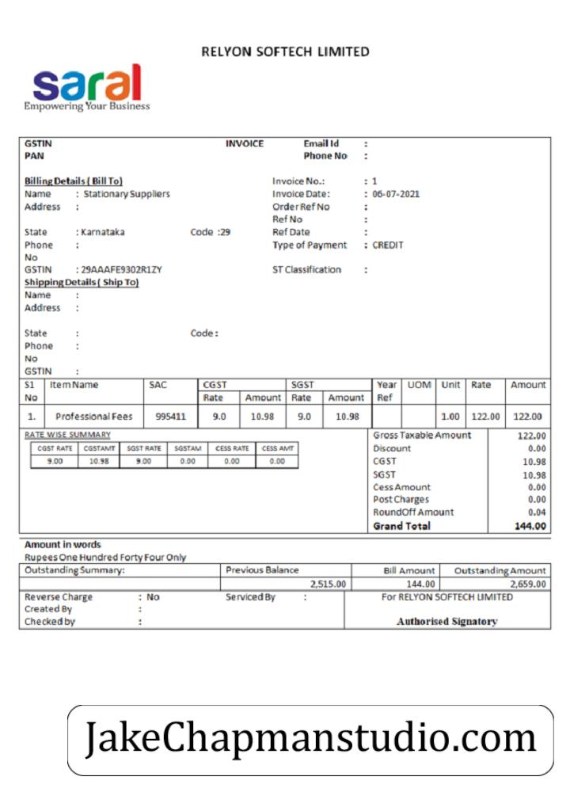 RELYON SOFTECH LIMITED
saral
Empowering Your Business
GSTIN INVOICE Email Id :
PAN Phone No :
Billing Details ( Bill To) Invoice No.: : 1
Name : Stationary Suppliers Invoice Date: : 06-07-2021
Address : Order Ref No :
Ref No :
State : Karnataka Code :29 Ref Date :
Phone : Type of Payment : CREDIT
No
GSTIN : 29AAAFE9302R1ZY ST Classification :
Shipping Details ( Ship To)
Name :
Address :
State : Code :
Phone :
No
GSTIN :
S1 Item Name SAC CGST SGST Year UOM Unit Rate Amount
No Rate Amount Rate Amount Ref
1. Professional Fees 995411 9.0 10.98 9.0 10.98 1.00 122.00 122.00
RATE WISE SUMMARY Gross Taxable Amount 122.00
CGST RATE CGSTAMT SGST RATE SGSTAM CESS RATE CESS AMT Discount 0.00
9.00 10.98 9.00 0.00 0.00 0.00 CGST 10.98
SGST 10.98
Cess Amount 0.00
Post Charges 0.00
RoundOff Amount 0.04
Grand Total 144.00
Amount in words
Rupees One Hundred Forty Four Only
Outstanding Summary: Previous Balance Bill Amount Outstanding Amount
2,515.00 144.00 2,659.00
Reverse Charge : No Serviced By : For RELYON SOFTECH LIMITED
Created By :
Checked by : Authorised Signatory
JakeChapmanstudio.com